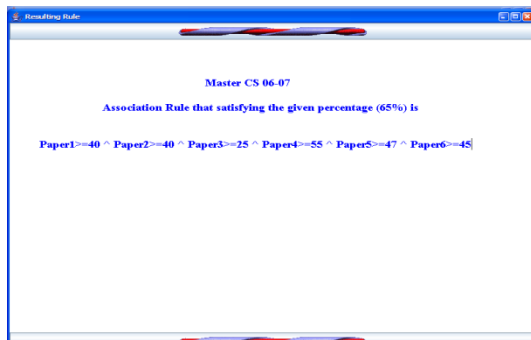 Resulting Rule
Master CS 06-07
Association Rule that satisfying the given percentage (65%) is
Paper1>=40 ^ Paper2>=40 ^ Paper3>=25 ^ Paper4>=55 ^ Paper5>=47 ^ Paper6>=45